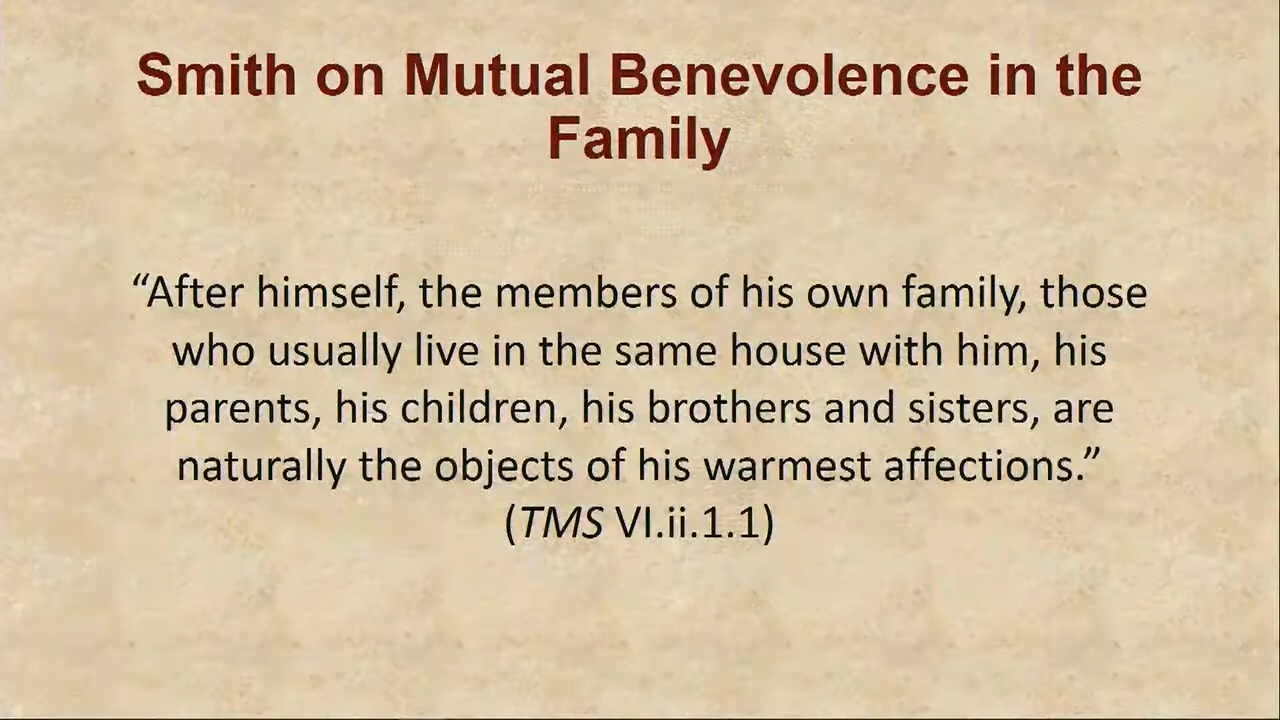 Smith on Mutual Benevolence in the
Family
“After himself, the members of his own family, those
who usually live in the same house with him, his
parents, his children, his brothers and sisters, are
naturally the objects of his warmest affections.”
(TMS VI.ii.1.1)